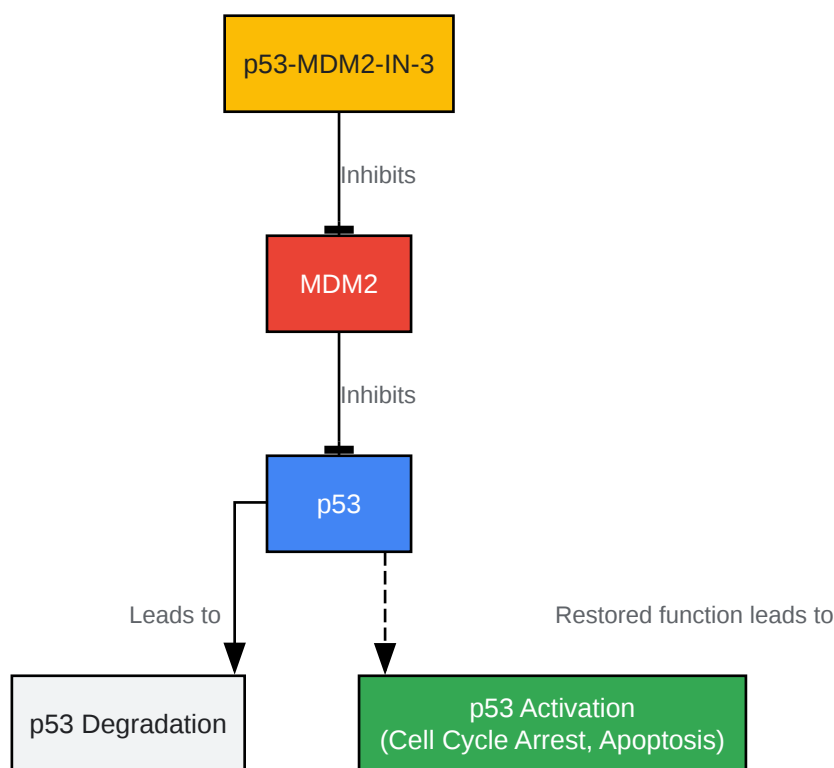 p53-MDM2-IN-3
Inhibits
MDM2
Inhibits
p53
Leads to
Restored function leads to
p53 Degradation
p53 Activation
(Cell Cycle Arrest, Apoptosis)